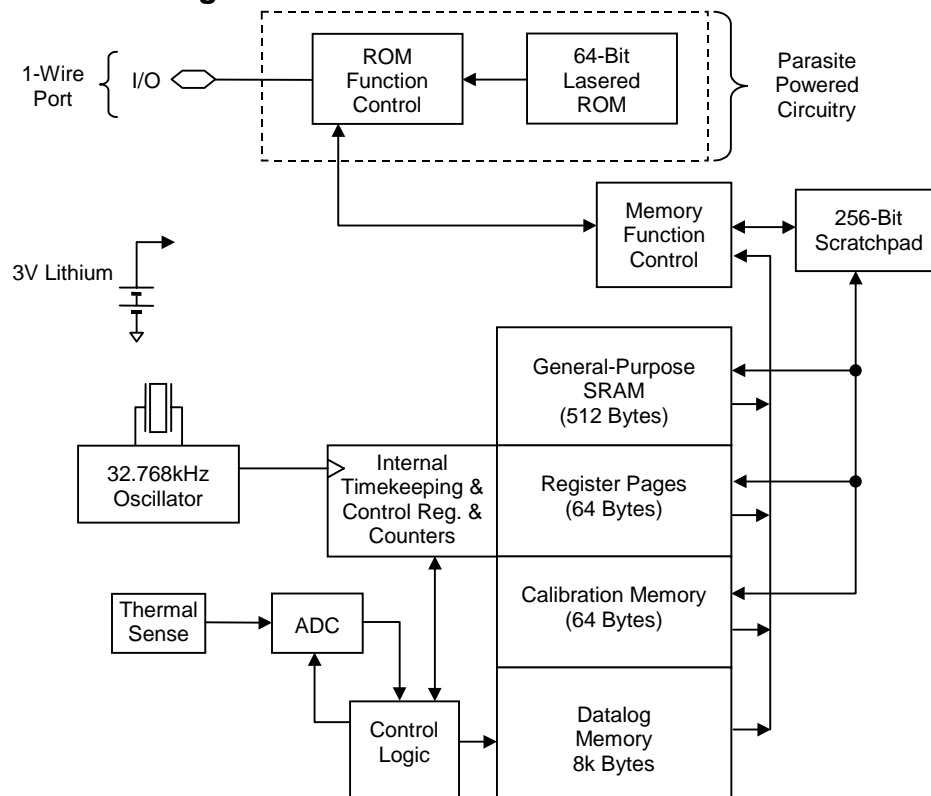 1-Wire
Port
I/O
ROM
Function
Control
64-Bit
Lasered
ROM
Parasite
Powered
Circuitry
Memory
Function
Control
256-Bit
Scratchpad
3V Lithium
General-Purpose
SRAM
(512 Bytes)
32.768kHz
Oscillator
Internal
Timekeeping &
Control Reg. &
Counters
Register Pages
(64 Bytes)
Thermal
Sense
ADC
Calibration Memory
(64 Bytes)
Control
Logic
Datalog
Memory
8k Bytes